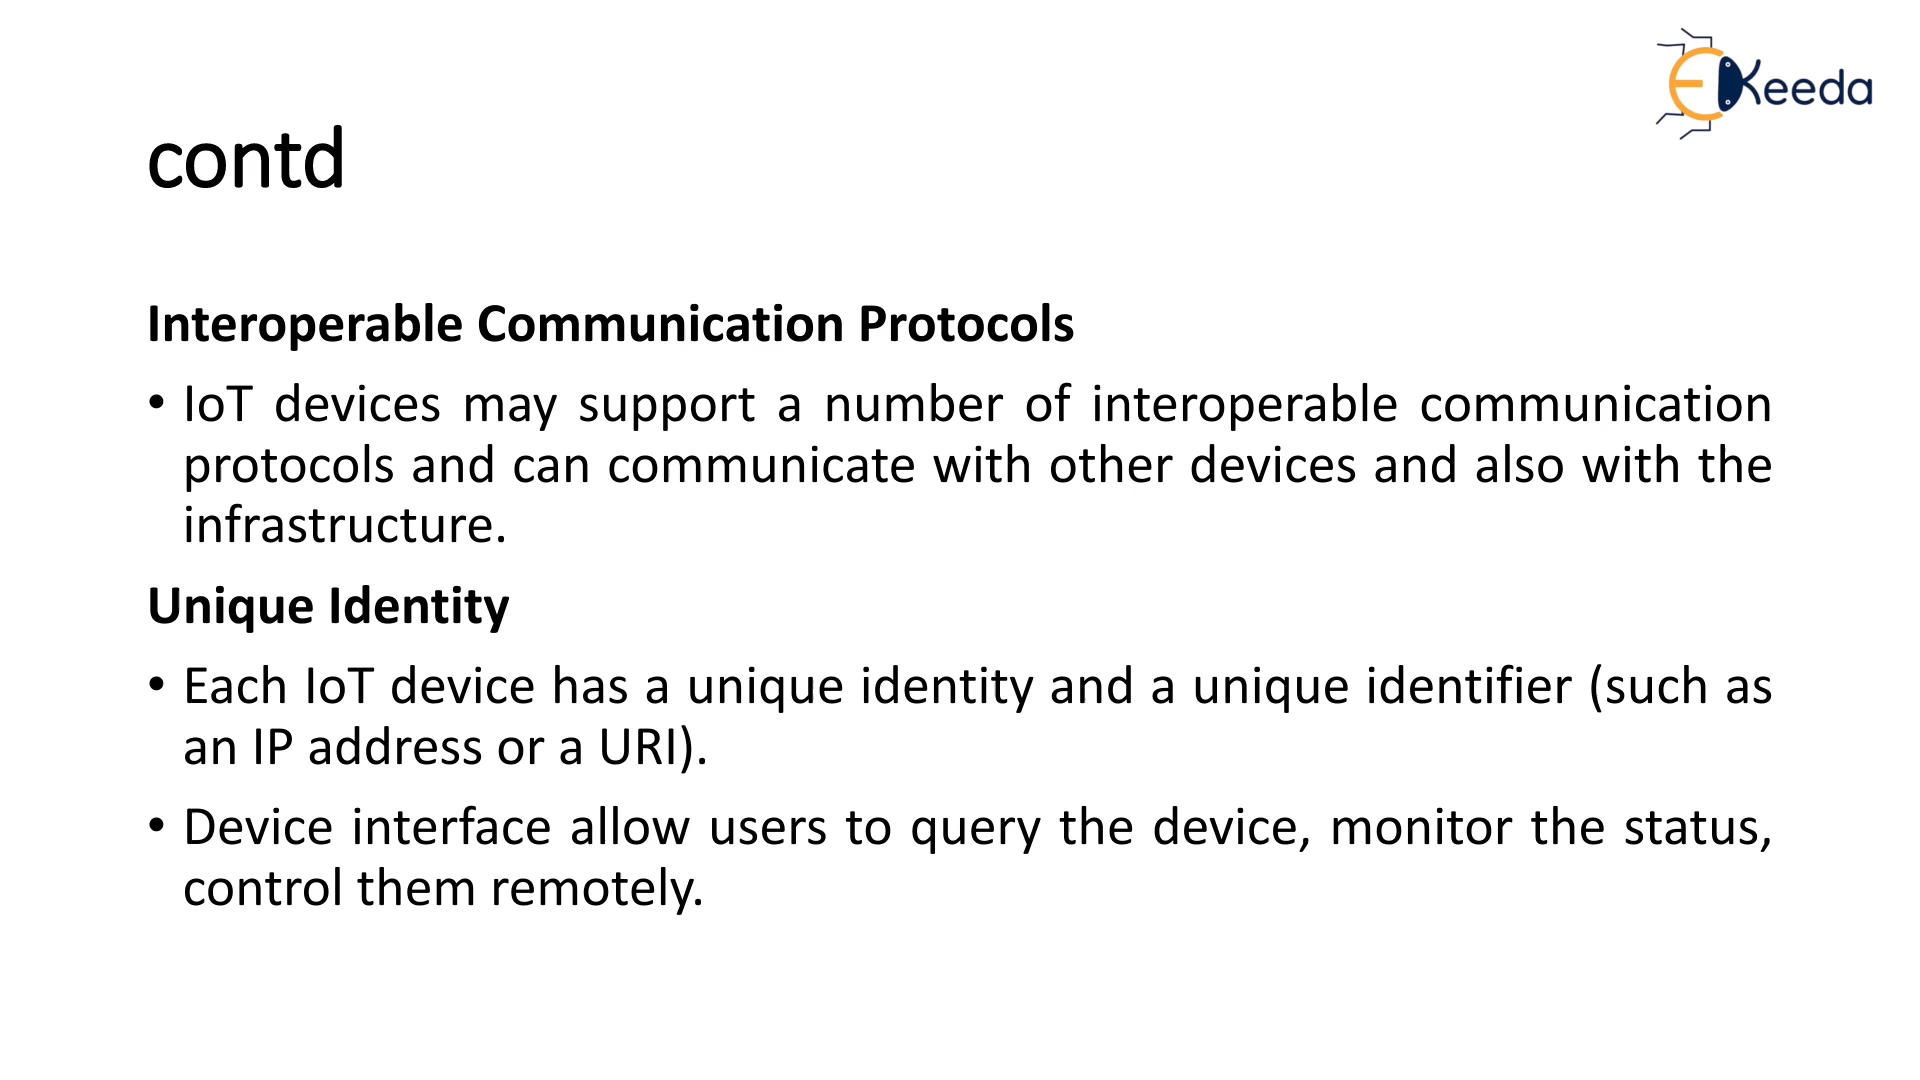 EKeeda
contd
Interoperable Communication Protocols
• IoT devices may support a number of interoperable communication
protocols and can communicate with other devices and also with the
infrastructure.
Unique Identity
• Each IoT device has a unique identity and a unique identifier (such as
an IP address or a URI).
• Device interface allow users to query the device, monitor the status,
control them remotely.